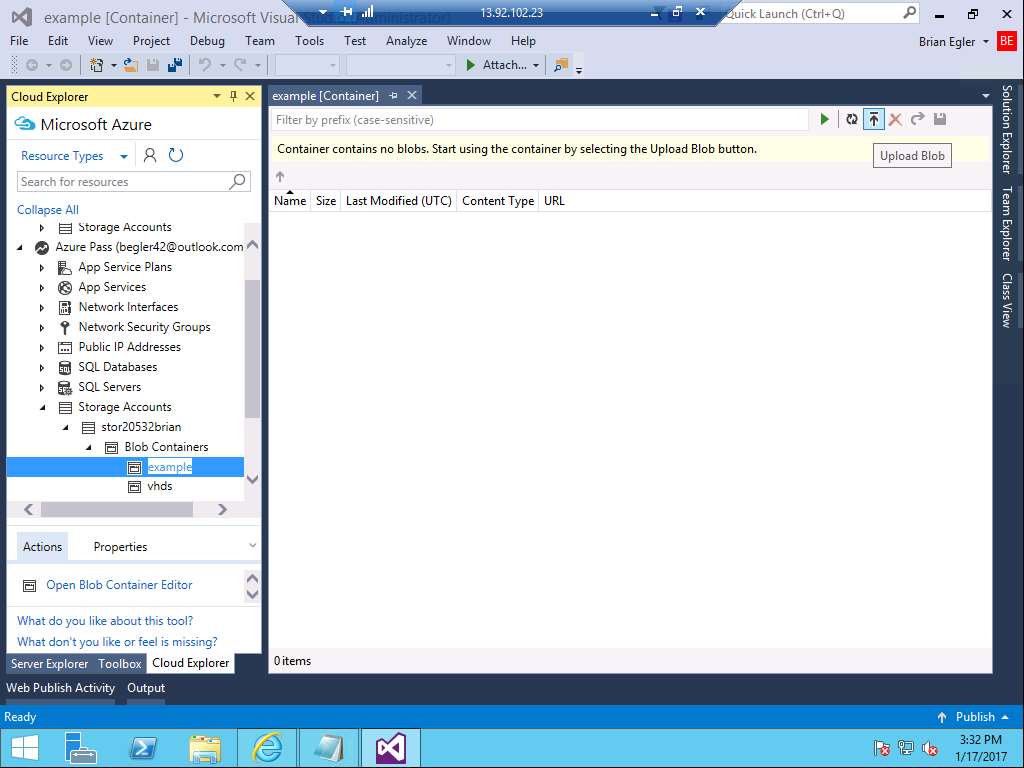 example [Container] - Microsoft Visual Studio (Administrator)
13.92.102.23
Quick Launch (Ctrl+Q)
File Edit View Project Debug Team Tools Test Analyze Window Help
Brian Egler
BE
Attach...
Cloud Explorer
example [Container]
Microsoft Azure
Filter by prefix (case-sensitive)
Resource Types
Container contains no blobs. Start using the container by selecting the Upload Blob button.
Upload Blob
Search for resources
Collapse All
Name Size Last Modified (UTC) Content Type URL
Storage Accounts
Azure Pass (begler42@outlook.com
App Service Plans
App Services
Network Interfaces
Network Security Groups
Public IP Addresses
SQL Databases
SQL Servers
Storage Accounts
stor20532brian
Blob Containers
example
vhds
Actions Properties
Open Blob Container Editor
What do you like about this tool?
What don't you like or feel is missing?
Server Explorer Toolbox Cloud Explorer
0 items
Solution Explorer
Team Explorer
Class View
Web Publish Activity Output
Ready
Publish
3:32 PM
1/17/2017